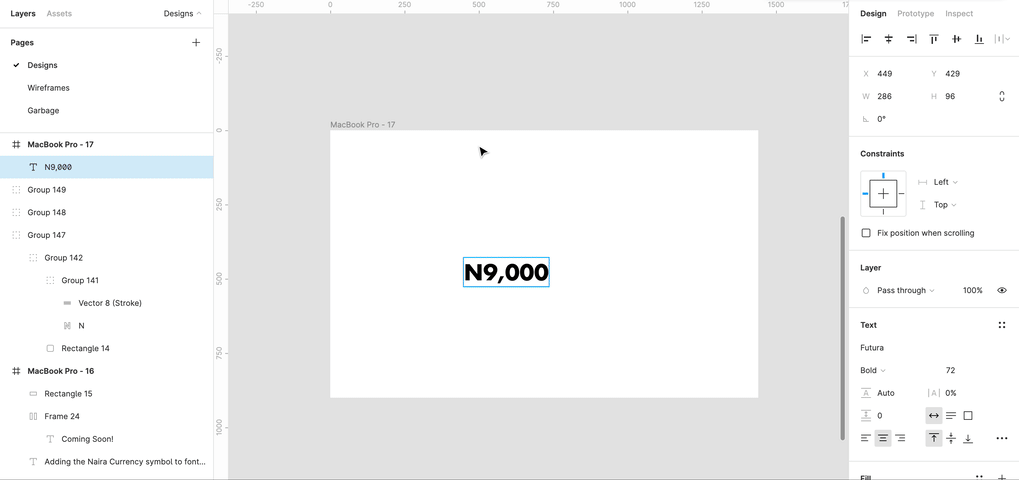 Layers Assets Designs
Pages
Designs
Wireframes
Garbage
MacBook Pro - 17
N9,000
Group 149
Group 148
Group 147
Group 142
Group 141
Vector 8 (Stroke)
N
Rectangle 14
MacBook Pro - 16
Rectangle 15
Frame 24
Coming Soon!
Adding the Naira Currency symbol to font...
-250 0 250 500 750 1000 1250 1500 17
-250
0
250
500
750
1000
MacBook Pro - 17
N9,000
Design Prototype Inspect
X 449 Y 429
W 286 H 96
0°
Constraints
Left
Top
Fix position when scrolling
Layer
Pass through 100%
Text
Futura
Bold 72
A Auto |A| 0%
0
Fill